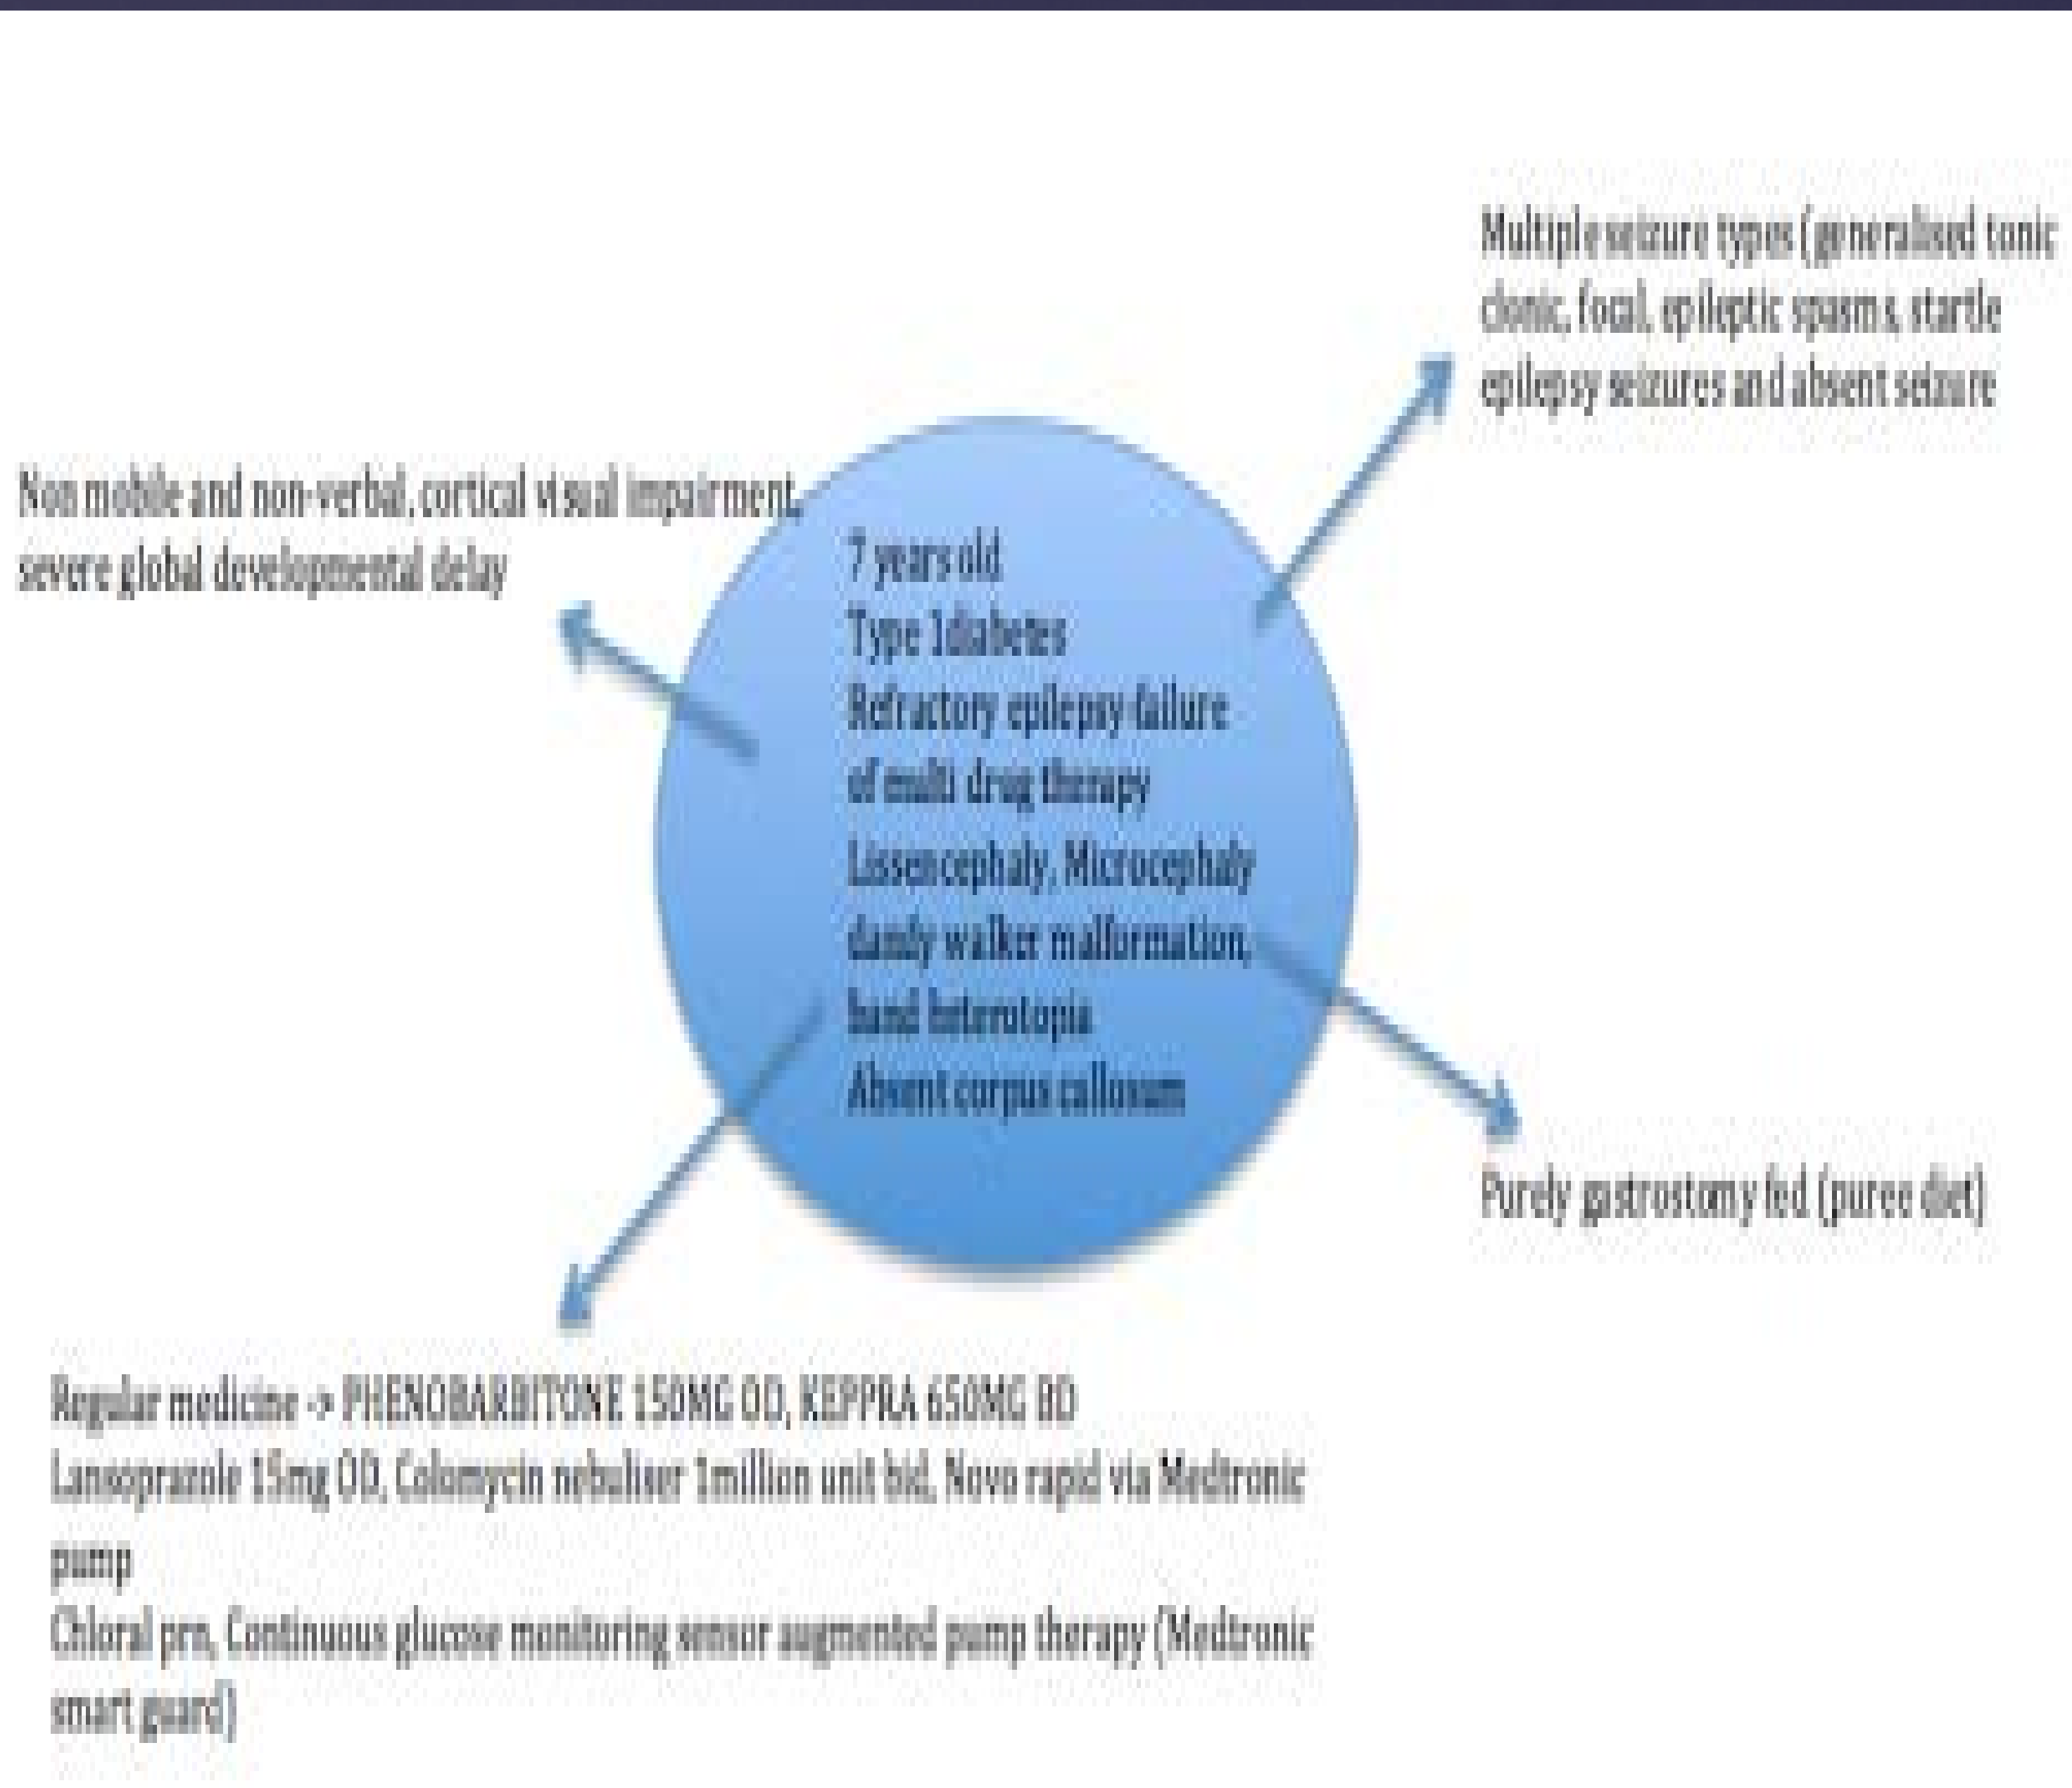 Multiple seizure types (generalised tonic
clonic, focal, epileptic spasms, startle
epilepsy seizures and absent seizure
Non mobile and non-verbal, cortical visual impairment,
severe global developmental delay
7 years old
Type 1diabetes
Refractory epilepsy-failure
of multi drug therapy
Lissencephaly, Microcephaly
dandy walker malformation,
band heterotopia
Absent corpus callosum
Purely gastrostomy fed (puree diet)
Regular medicine -> PHENOBARBITONE 150MG OD, KEPPRA 650MG BD
Lansoprazole 15mg OD, Colomycin nebuliser 1million unit bid, Novo rapid via Medtronic
pump
Chloral prn, Continuous glucose monitoring sensor augmented pump therapy (Medtronic
smart guard)